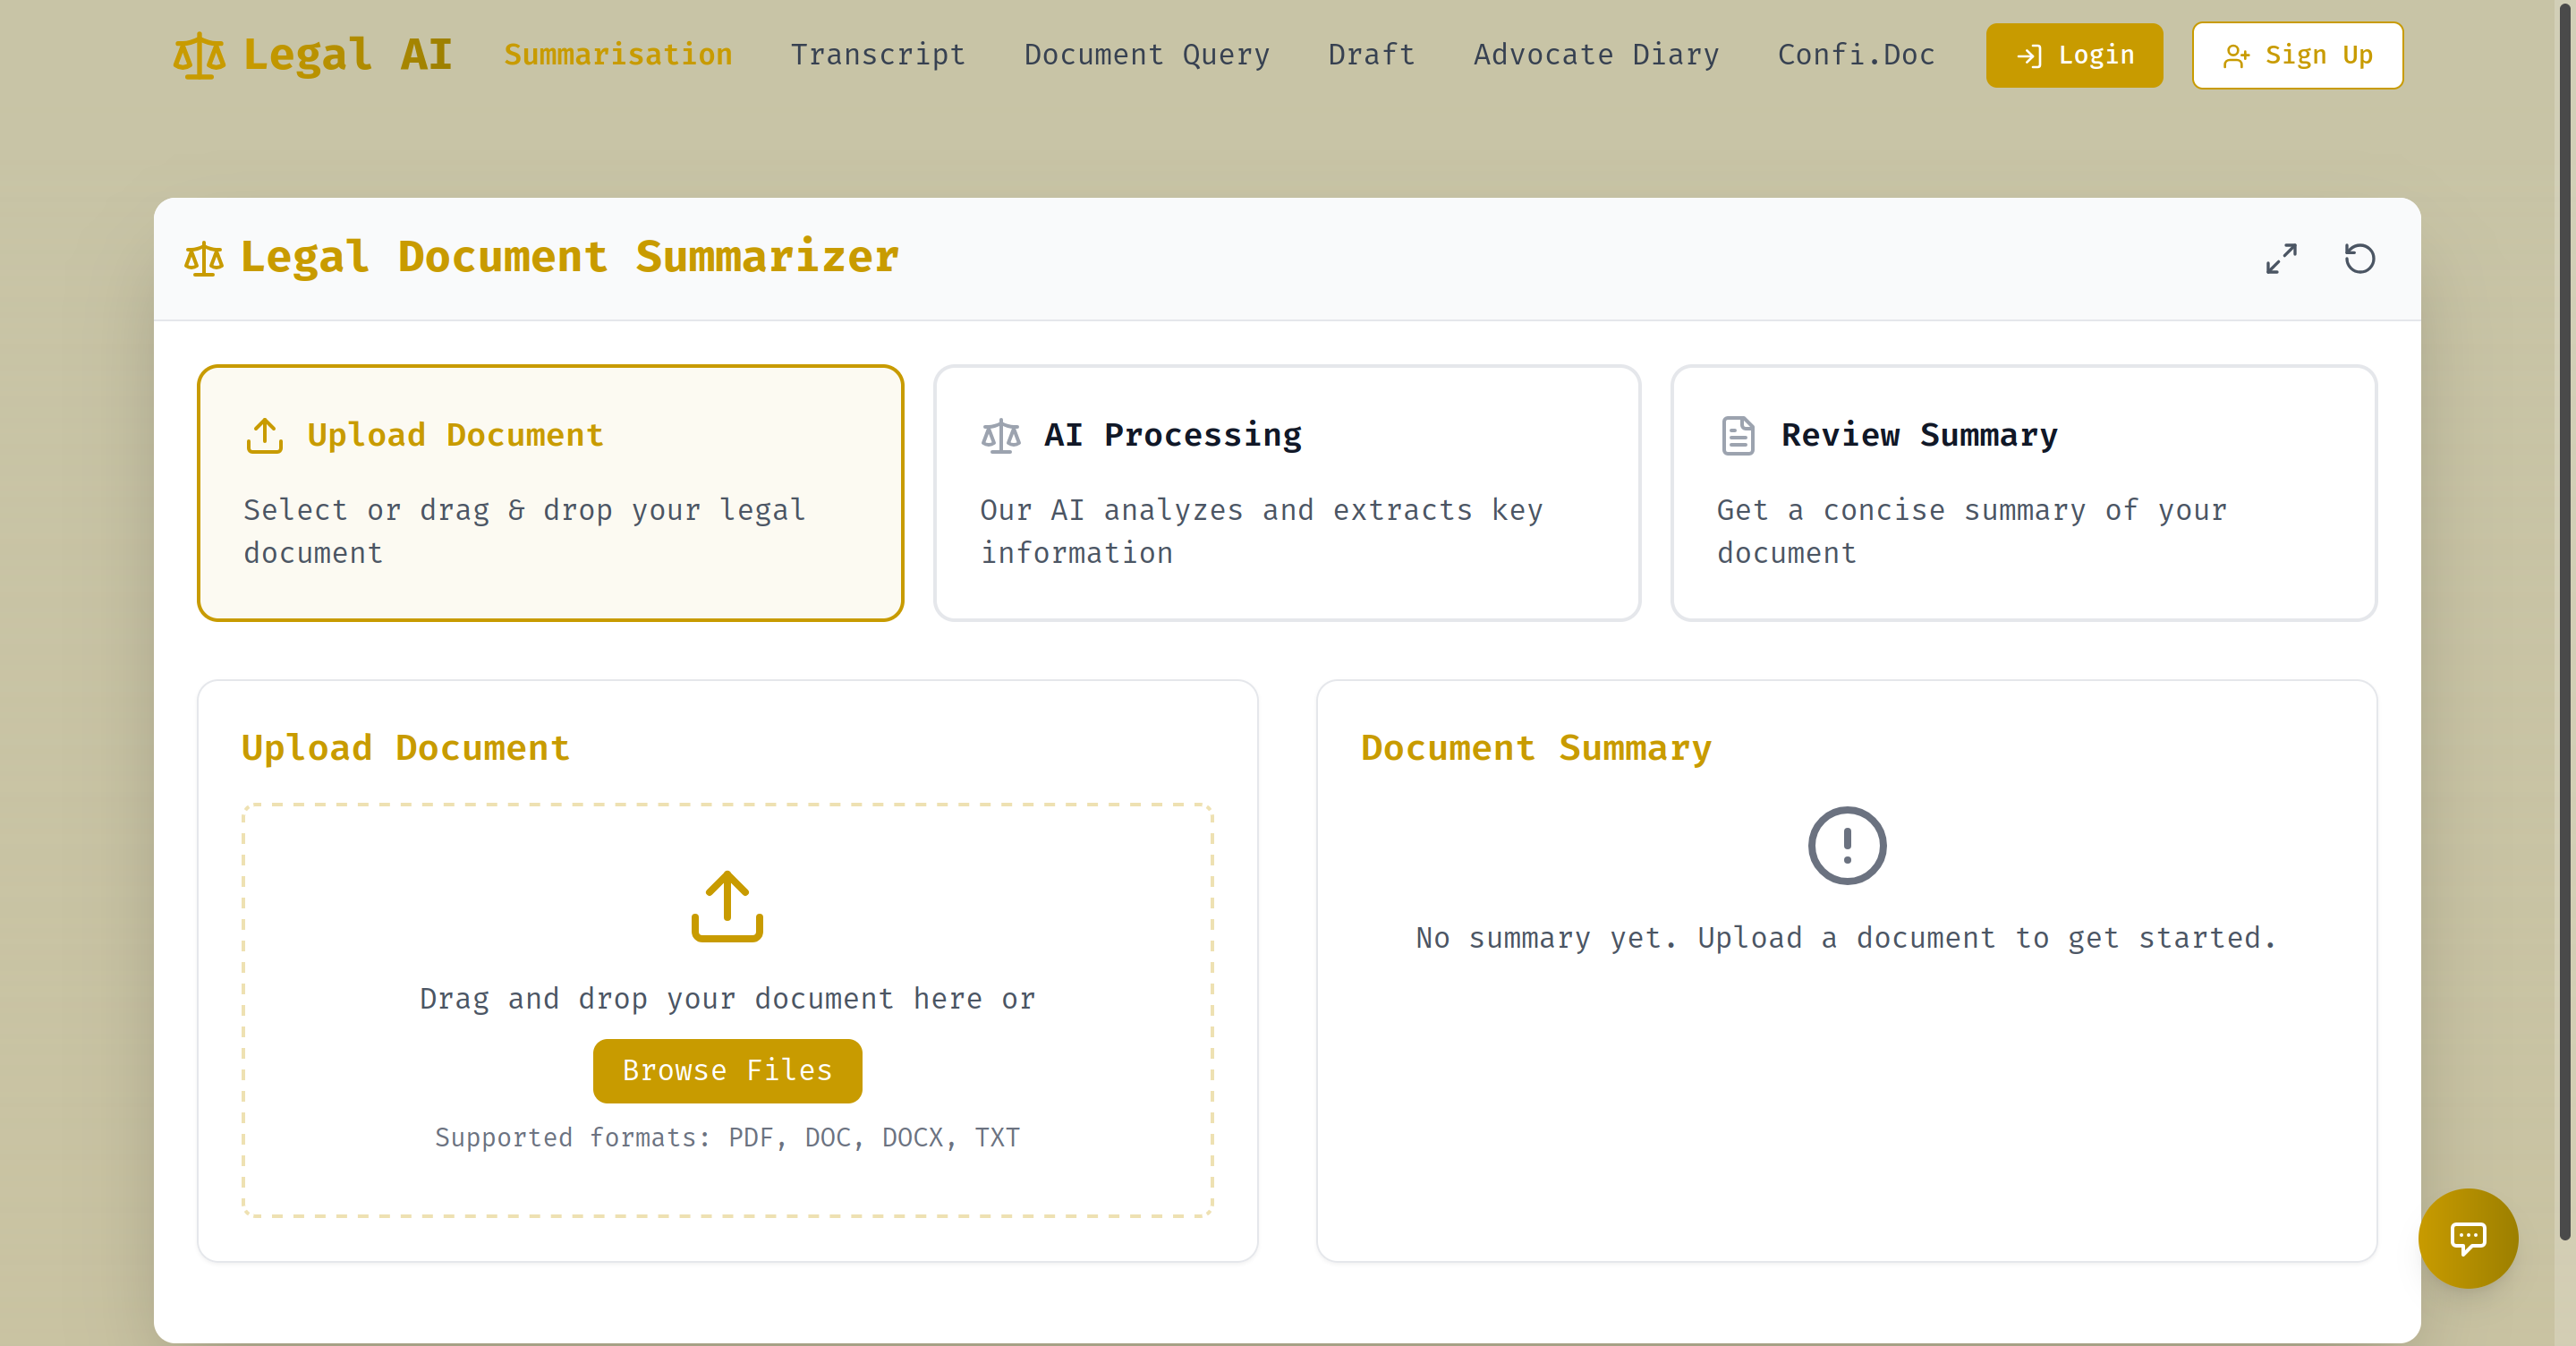 Legal AI
Summarisation
Transcript
Document Query
Draft
Advocate Diary
Confi.Doc
Login
Sign Up
Legal Document Summarizer
Upload Document
Select or drag & drop your legal
document
AI Processing
Our AI analyzes and extracts key
information
Review Summary
Get a concise summary of your
document
Upload Document
Drag and drop your document here or
Browse Files
Supported formats: PDF, DOC, DOCX, TXT
Document Summary
No summary yet. Upload a document to get started.